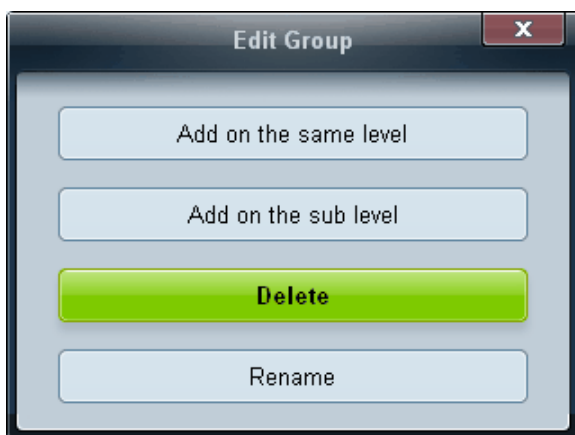 Edit Group
x
Add on the same level
Add on the sub level
Delete
Rename